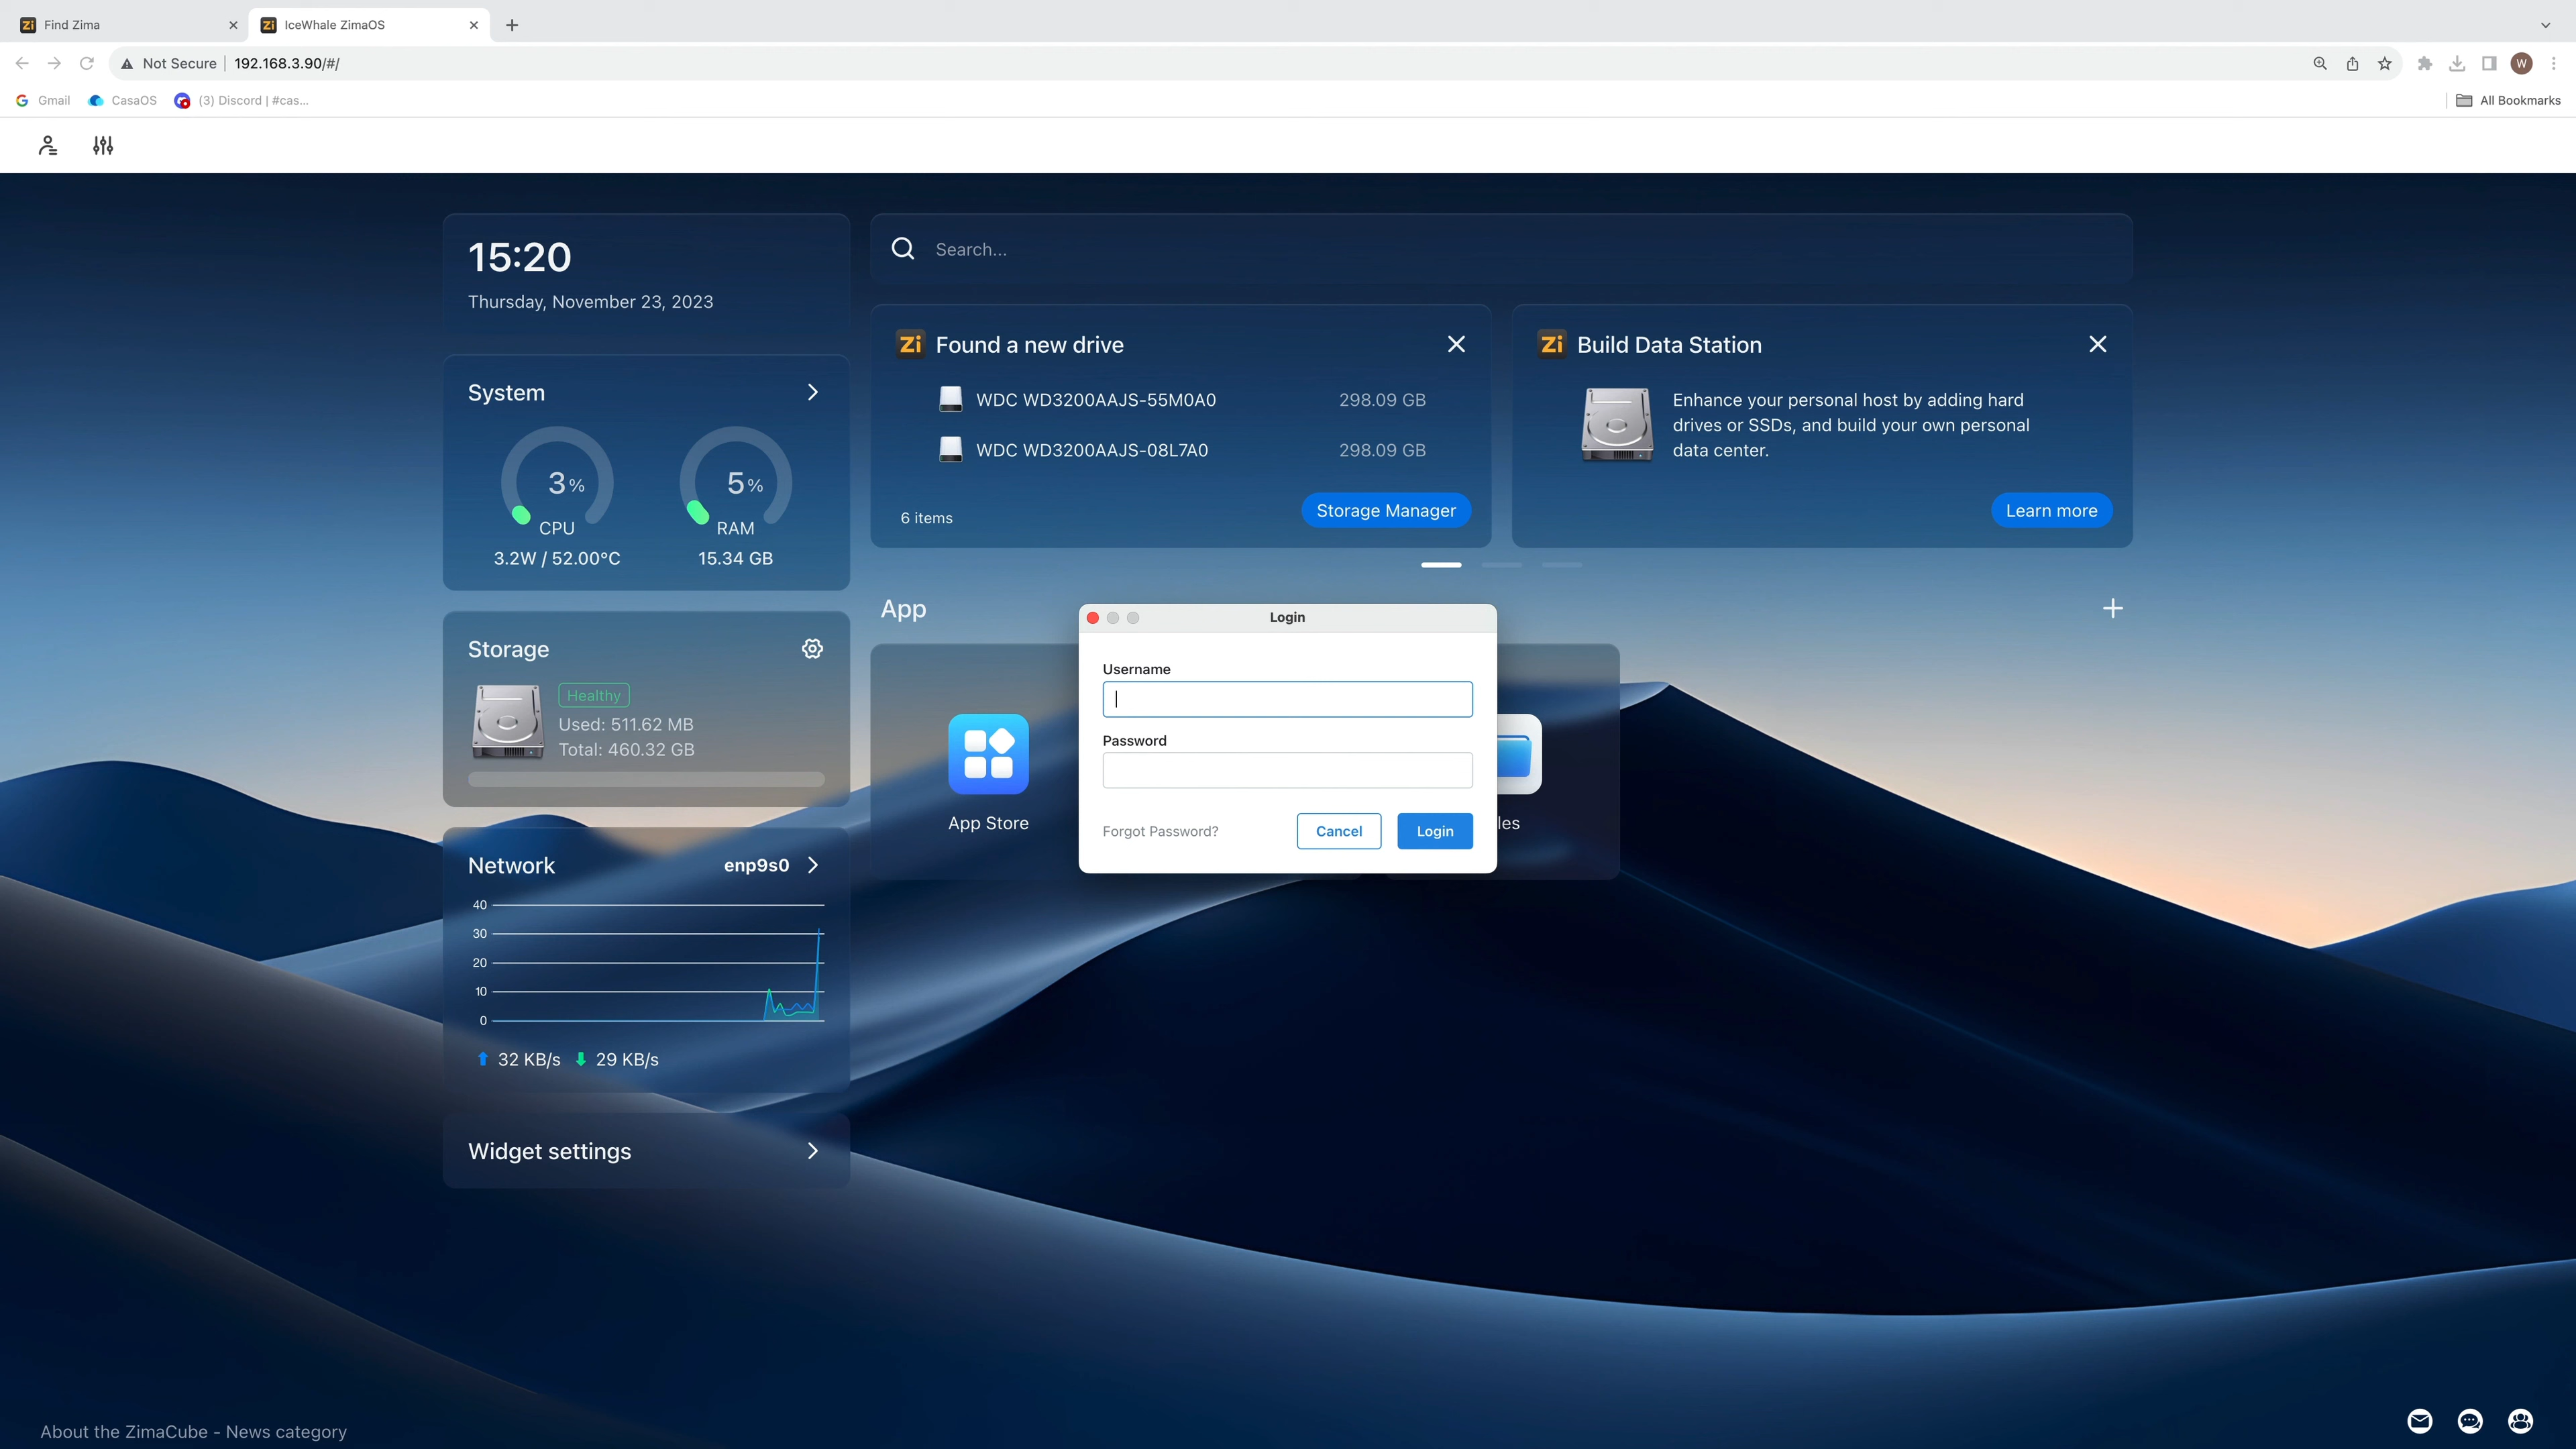 Zi Find Zima
Zi IceWhale ZimaOS
Not Secure 192.168.3.90/#/
W
Gmail CasaOS (3) Discord | #cas...
All Bookmarks
15:20
Thursday, November 23, 2023
Search...
System
3%
CPU
3.2W / 52.00°C
5%
RAM
15.34 GB
Zi Found a new drive
WDC WD3200AAJS-55M0A0 298.09 GB
WDC WD3200AAJS-08L7A0 298.09 GB
6 items
Storage Manager
Zi Build Data Station
Enhance your personal host by adding hard
drives or SSDs, and build your own personal
data center.
Learn more
Storage
Healthy
Used: 511.62 MB
Total: 460.32 GB
App
App Store
les
Login
Username
Password
Forgot Password?
Cancel
Login
Network enp9s0
40
30
20
10
0
32 KB/s 29 KB/s
Widget settings
About the ZimaCube - News category